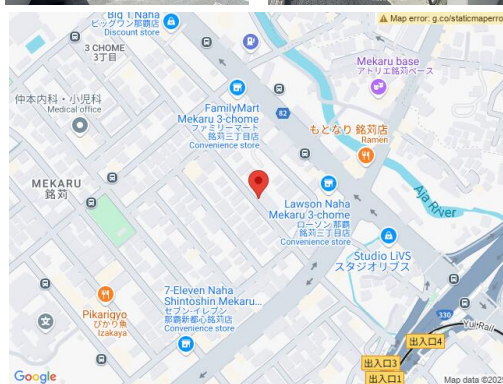 Big 1 Naha
ビッグワン那覇店
Discount store
Map error: g.co/staticmaperro
3 CHOME
3丁目
Mekaru base
アトリエ銘苅ベース
仲本内科・小児科
Medical office
FamilyMart
Mekaru 3-chome
ファミリーマート
銘苅三丁目店
Convenience store
82
もとなり 銘苅店
Ramen
MEKARU
銘苅
Lawson Naha
Mekaru 3-chome
ローソン 那覇
銘苅三丁目店
Convenience store
Aja River
Studio LiVS
スタジオリブス
7-Eleven Naha
Shintoshin Mekaru...
セブン-イレブン
那覇新都心銘苅店
Convenience store
Pikarigyo
ぴかり魚
Izakaya
330
Yui Rail
出入口4
出入口3
出入口1
Google
Map data ©2025